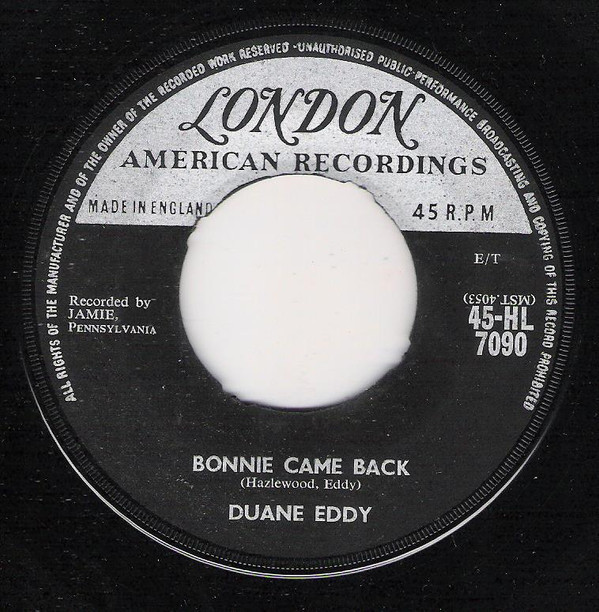 ALL RIGHTS OF THE MANUFACTURER AND OF THE OWNER OF THE RECORDED WORK RESERVED - UNAUTHORISED PUBLIC PERFORMANCE BROADCASTING AND COPYING OF THIS RECORD PROHIBITED
LONDON
AMERICAN RECORDINGS
MADE IN ENGLAND
45 R.P.M
E/T
Recorded by
JAMIE,
PENNSYLVANIA
(MST.4053)
45-HL
7090
BONNIE CAME BACK
(Hazlewood, Eddy)
DUANE EDDY